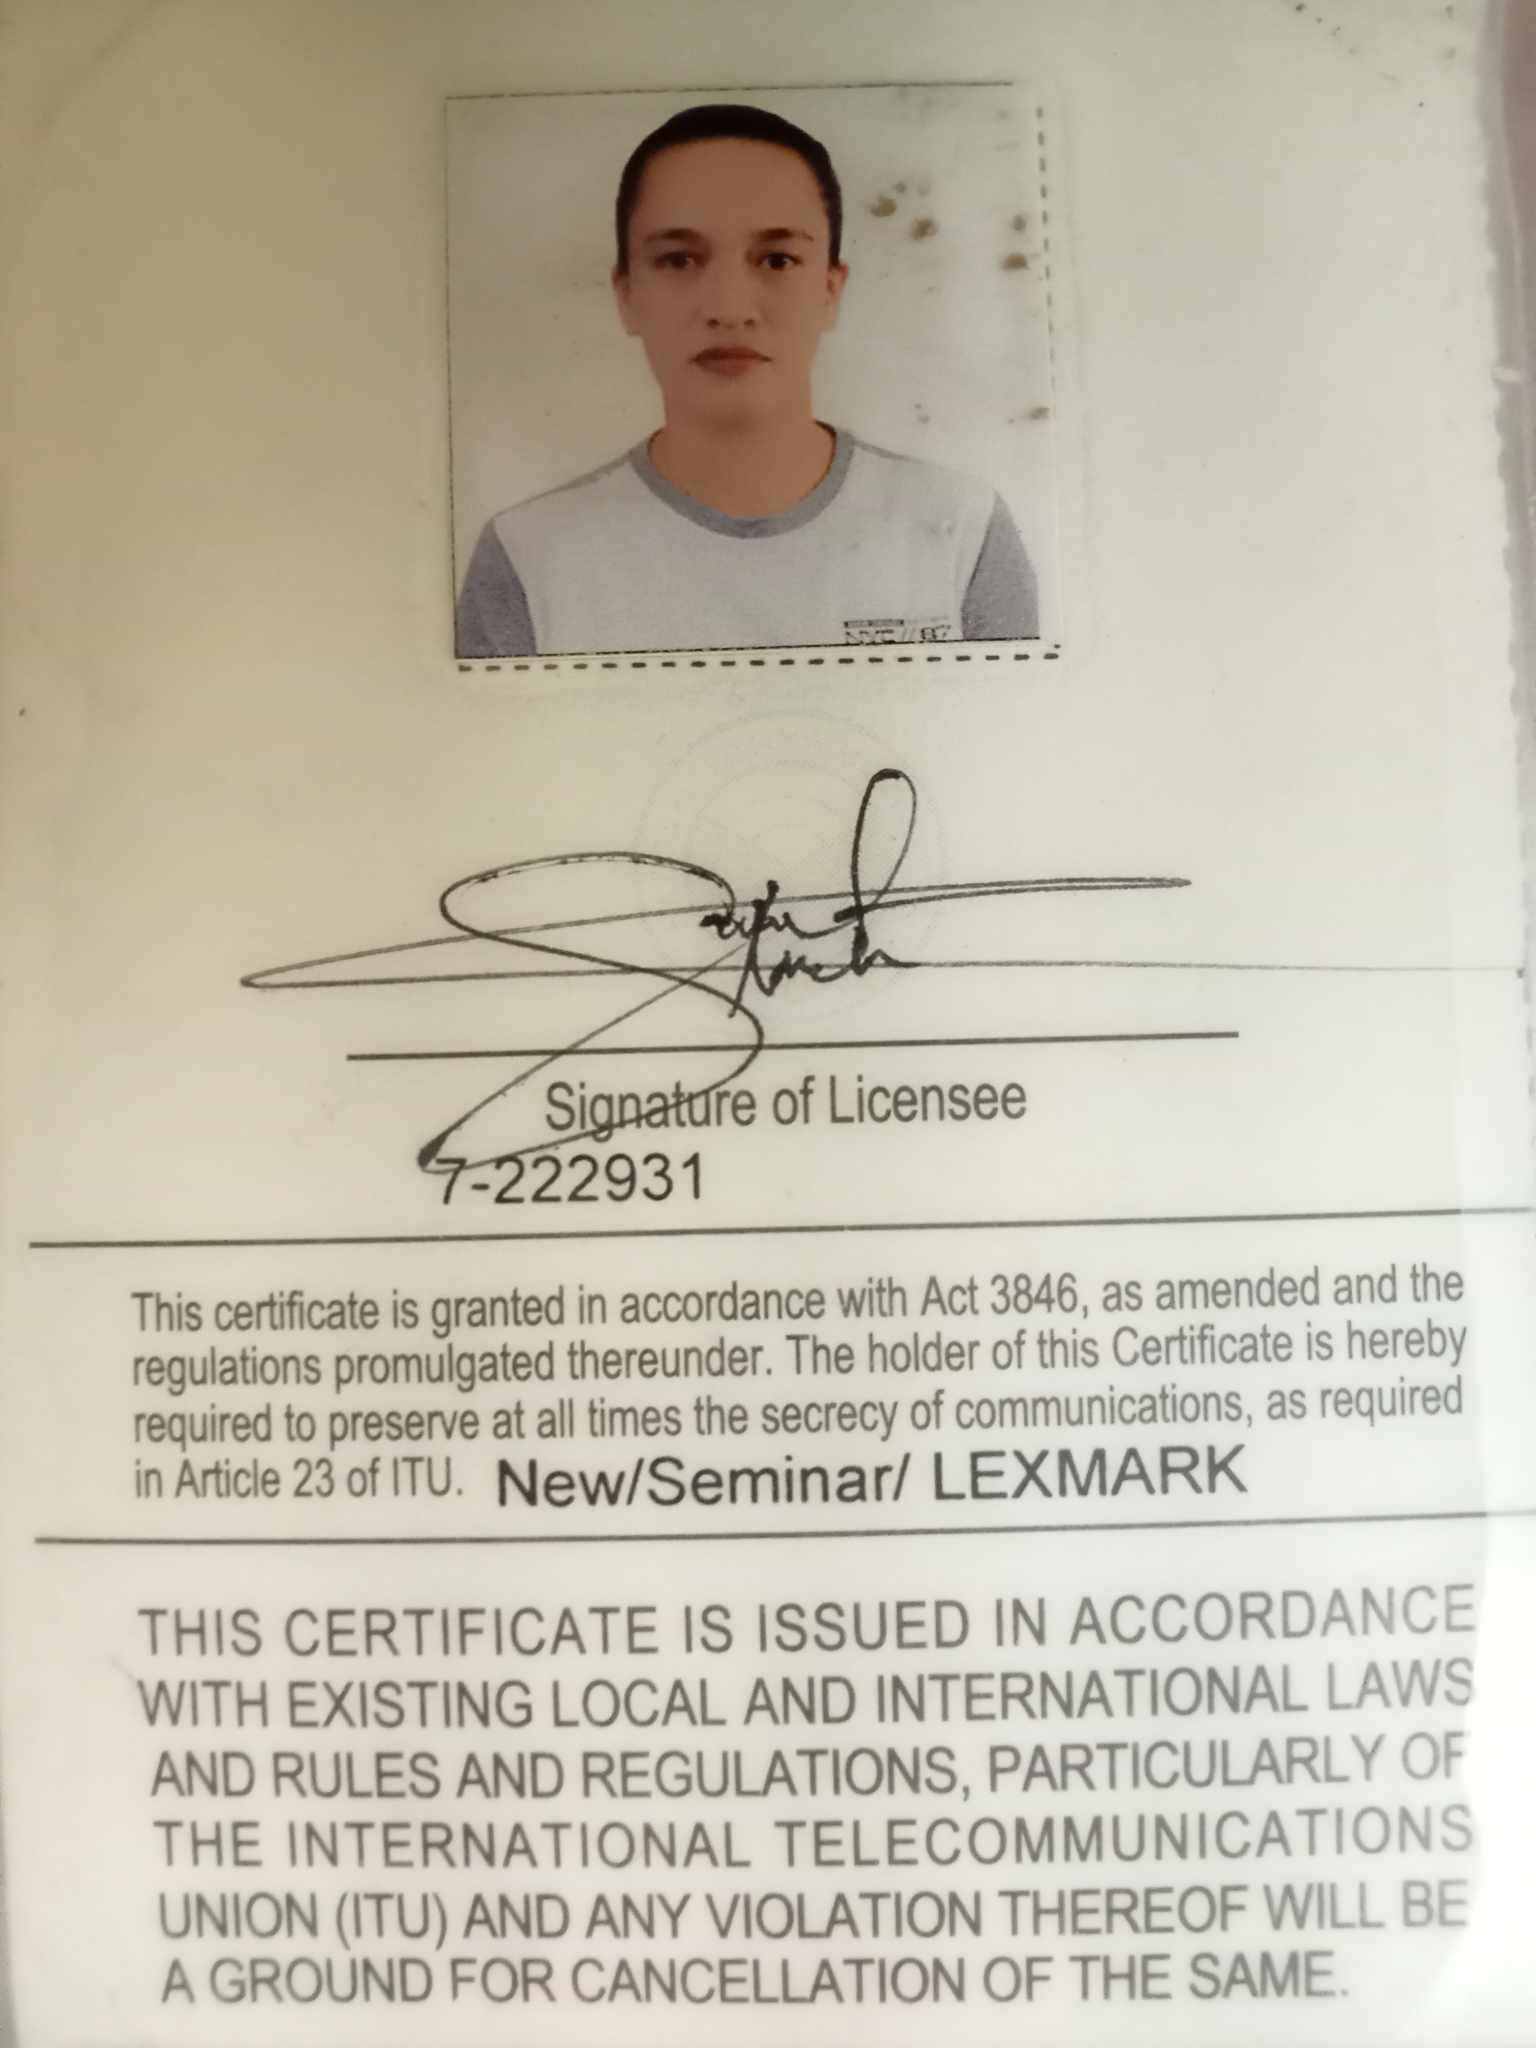 NYC // 87
Signature of Licensee
7-222931
This certificate is granted in accordance with Act 3846, as amended and the
regulations promulgated thereunder. The holder of this Certificate is hereby
required to preserve at all times the secrecy of communications, as required
in Article 23 of ITU. New/Seminar/ LEXMARK
THIS CERTIFICATE IS ISSUED IN ACCORDANCE
WITH EXISTING LOCAL AND INTERNATIONAL LAWS
AND RULES AND REGULATIONS, PARTICULARLY OF
THE INTERNATIONAL TELECOMMUNICATIONS
UNION (ITU) AND ANY VIOLATION THEREOF WILL BE
A GROUND FOR CANCELLATION OF THE SAME.